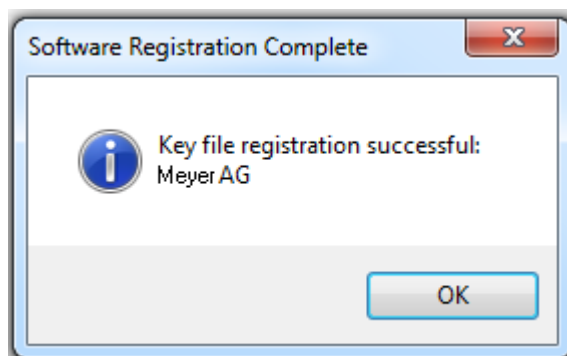 Software Registration Complete
Key file registration successful:
Meyer AG
OK